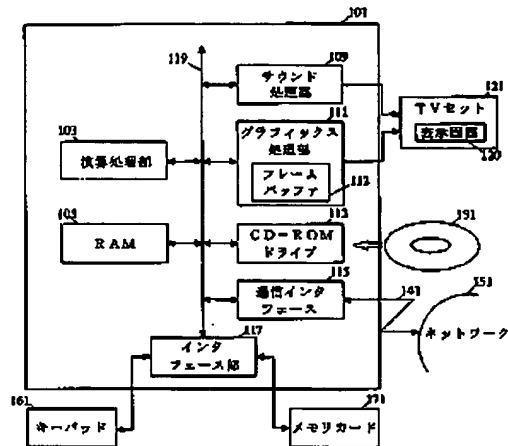 101
119
109
サウンド
処理部
121
TVセット
表示画面
120
111
グラフィックス
処理部
フレーム
バッファ
112
103
演算処理部
105
RAM
113
CD-ROM
ドライブ
131
115
通信インタ
フェース
141
151
ネットワーク
117
インタ
フェース部
161
キーパッド
171
メモリカード